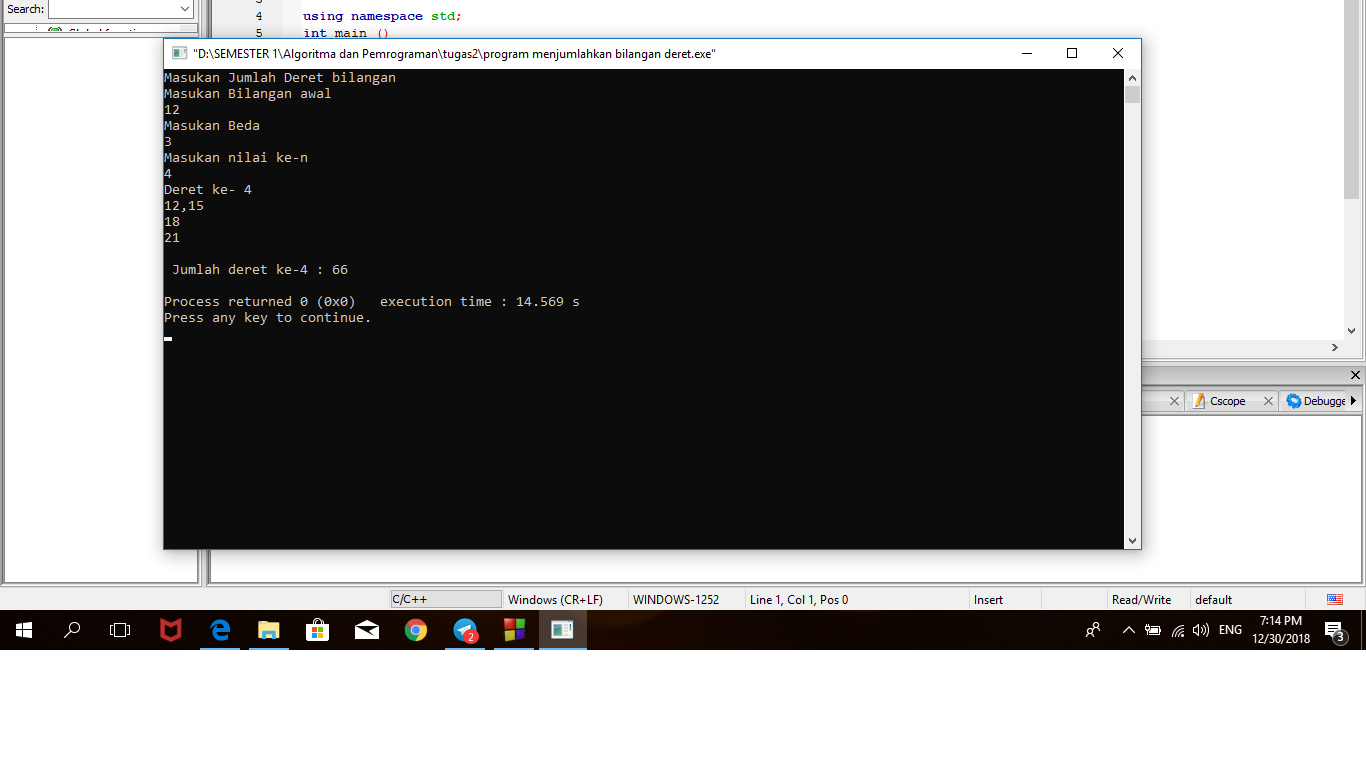 Search:
Global functi
3
4 using namespace std;
5 int main ()
"D:\SEMESTER 1\Algoritma dan Pemrograman\tugas2\program menjumlahkan bilangan deret.exe"
Masukan Jumlah Deret bilangan
Masukan Bilangan awal
12
Masukan Beda
3
Masukan nilai ke-n
4
Deret ke- 4
12,15
18
21
Jumlah deret ke-4 : 66
Process returned 0 (0x0)   execution time : 14.569 s
Press any key to continue.
Cscope
Debugge
C/C++
Windows (CR+LF)
WINDOWS-1252
Line 1, Col 1, Pos 0
Insert
Read/Write
default
2
ENG
7:14 PM
12/30/2018
3